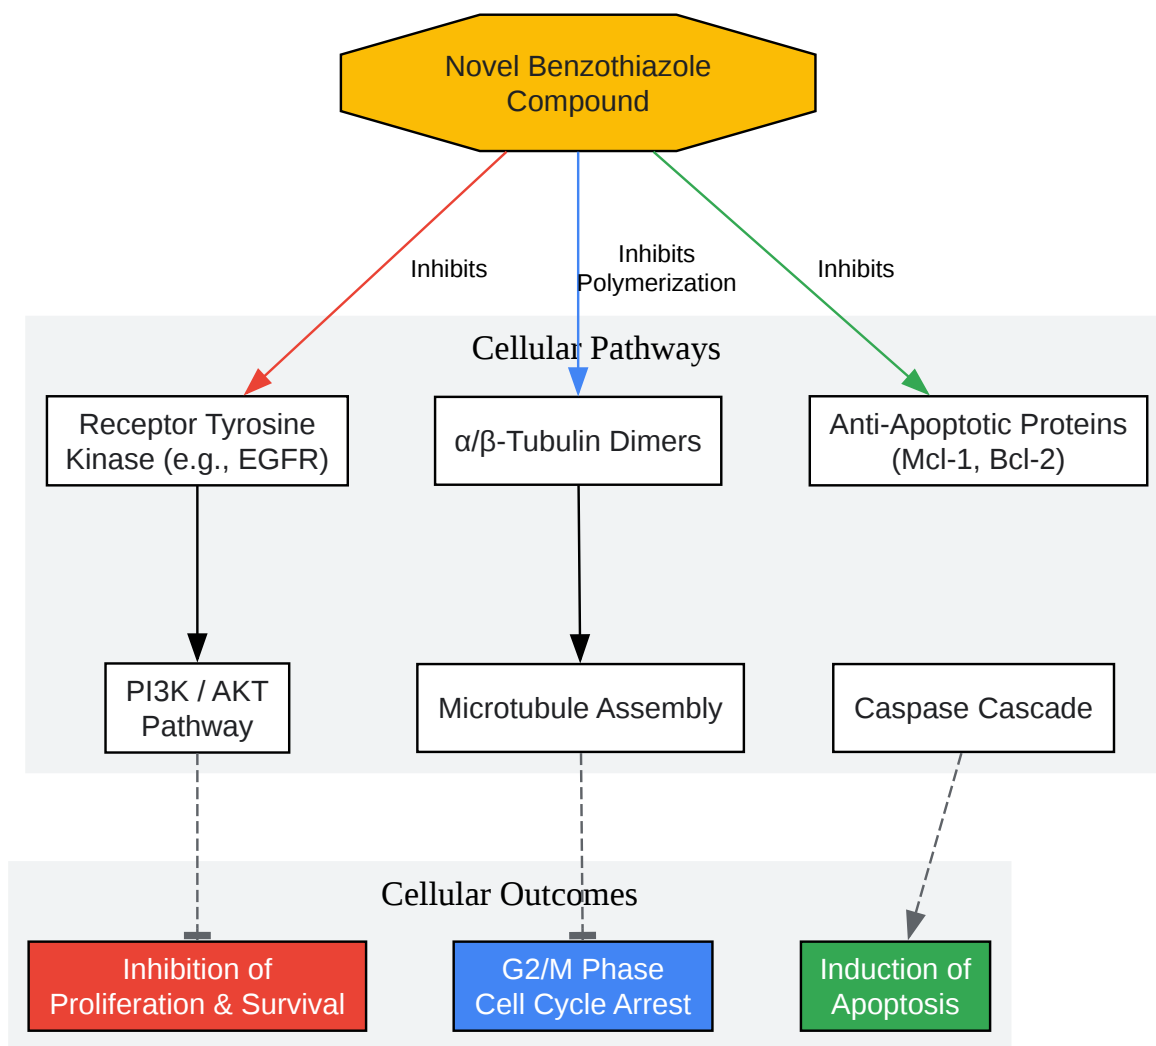 Novel Benzothiazole
Compound
Inhibits
Inhibits
Polymerization
Inhibits
Cellular Pathways
Receptor Tyrosine
Kinase (e.g., EGFR)
α/β-Tubulin Dimers
Anti-Apoptotic Proteins
(Mcl-1, Bcl-2)
PI3K / AKT
Pathway
Microtubule Assembly
Caspase Cascade
Cellular Outcomes
Inhibition of
Proliferation & Survival
G2/M Phase
Cell Cycle Arrest
Induction of
Apoptosis